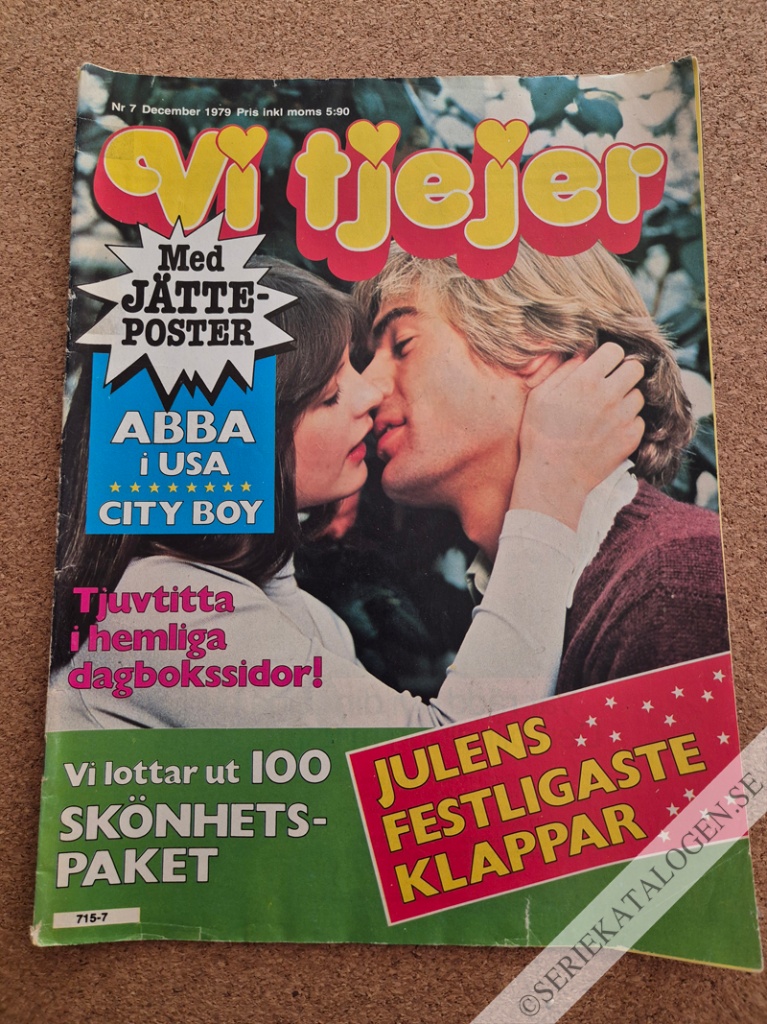 Nr 7 December 1979 Pris inkl moms 5:90
Vi tjejer
Med
JÄTTE-
POSTER
ABBA
i USA
CITY BOY
Tjuvtitta
i hemliga
dagbokssidor!
Vi lottar ut 100
SKÖNHETS-
PAKET
JULENS
FESTLIGASTE
KLAPPAR
715-7
©SERIEKATALOGEN.SE